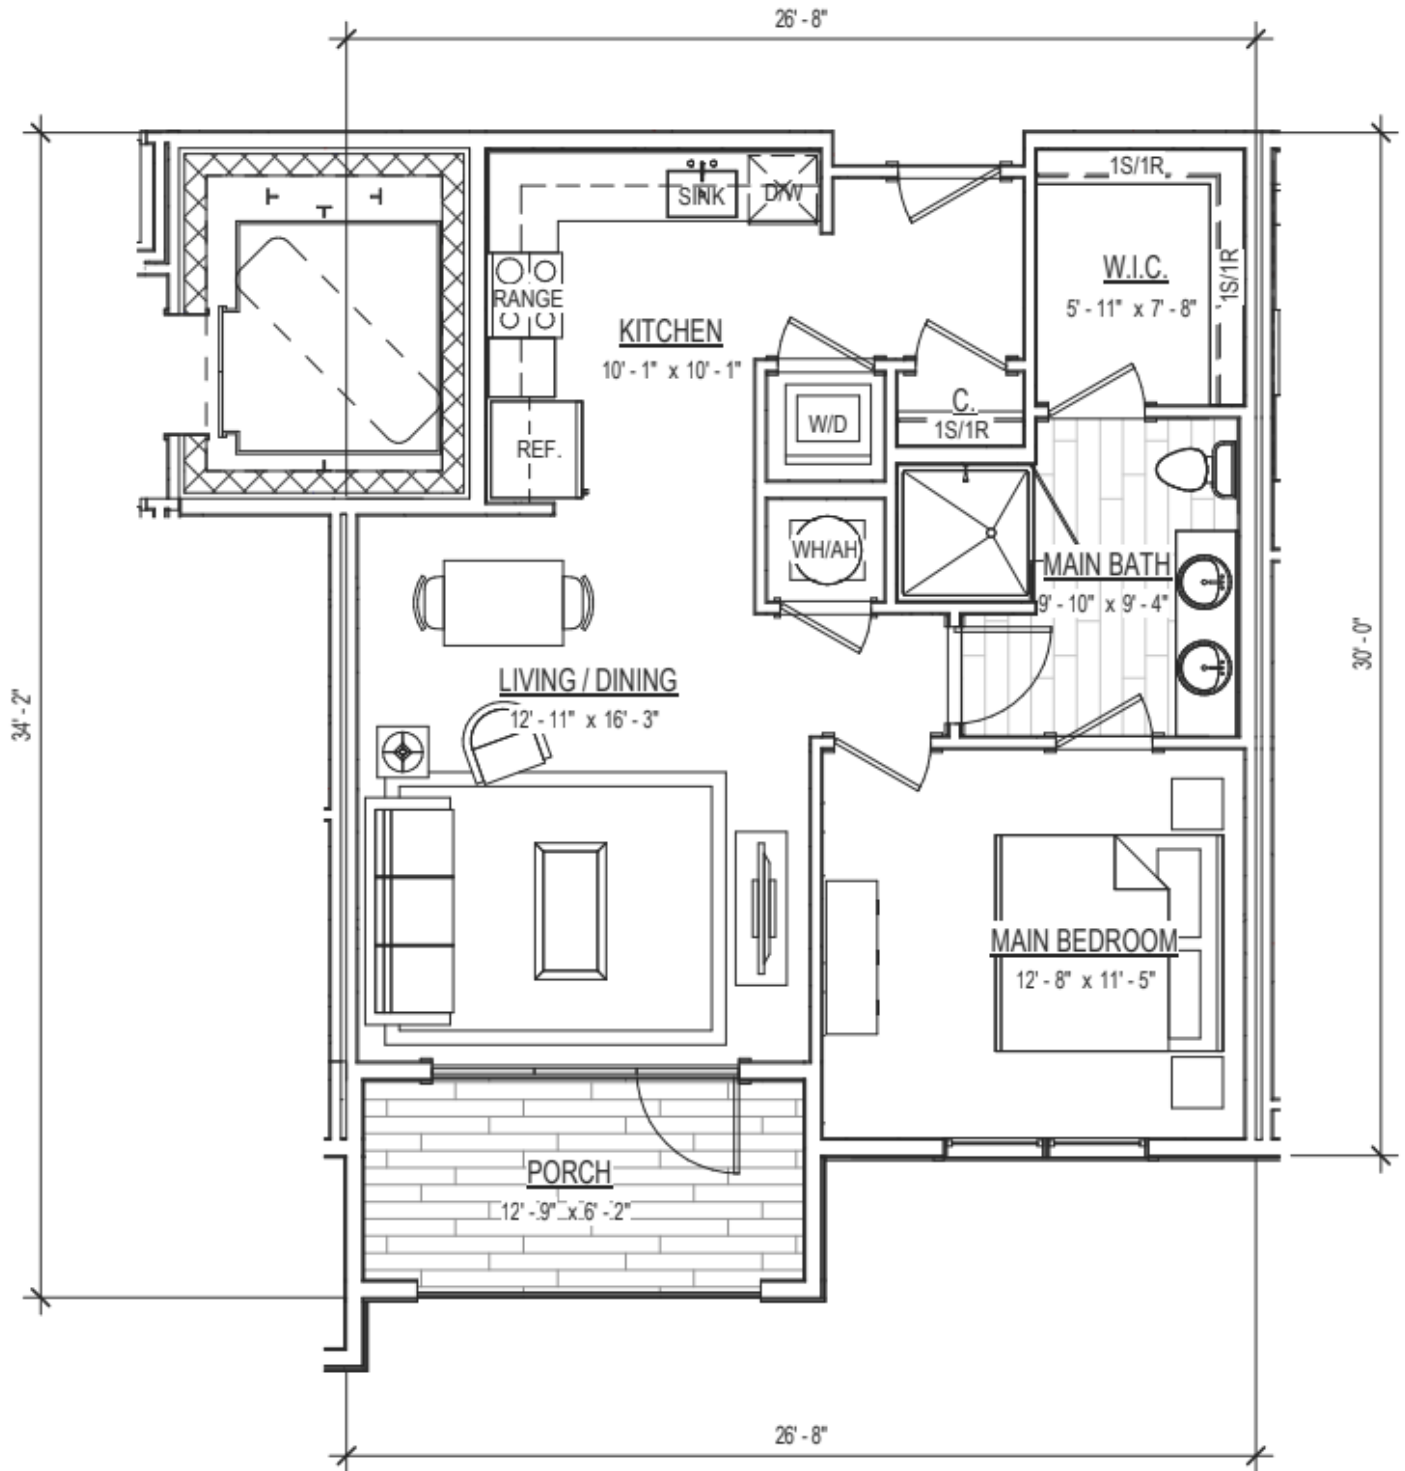 26' - 8"
1S/1R
SINK
D/W
1S/1R
W.I.C.
5' - 11" x 7' - 8"
RANGE
KITCHEN
10' - 1" x 10' - 1"
W/D
C.
1S/1R
REF.
WH/AH
MAIN BATH
9' - 10" x 9' - 4"
34' - 2"
30' - 0"
LIVING / DINING
12' - 11" x 16' - 3"
MAIN BEDROOM
12' - 8" x 11' - 5"
PORCH
12' - 9" x 6' - 2"
26' - 8"